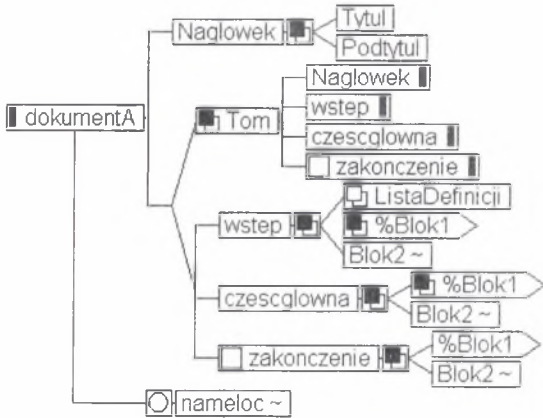 Tytul
Naglowek
Podtytul
Naglowek
dokumentA
Tom
wstep
czescglowna
zakonczenie
ListaDefinicji
wstep
%Blok1
Blok2 ~
%Blok1
czescglowna
Blok2 ~
%Blok1
zakonczenie
Blok2 ~
nameloc ~